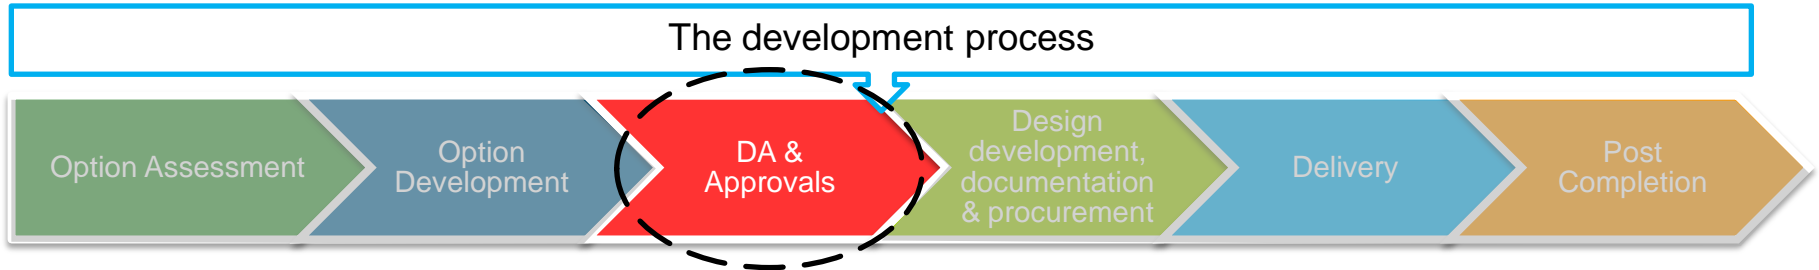 The development process
Option Assessment
Option
Development
DA &
Approvals
Design
development,
documentation
& procurement
Delivery
Post
Completion